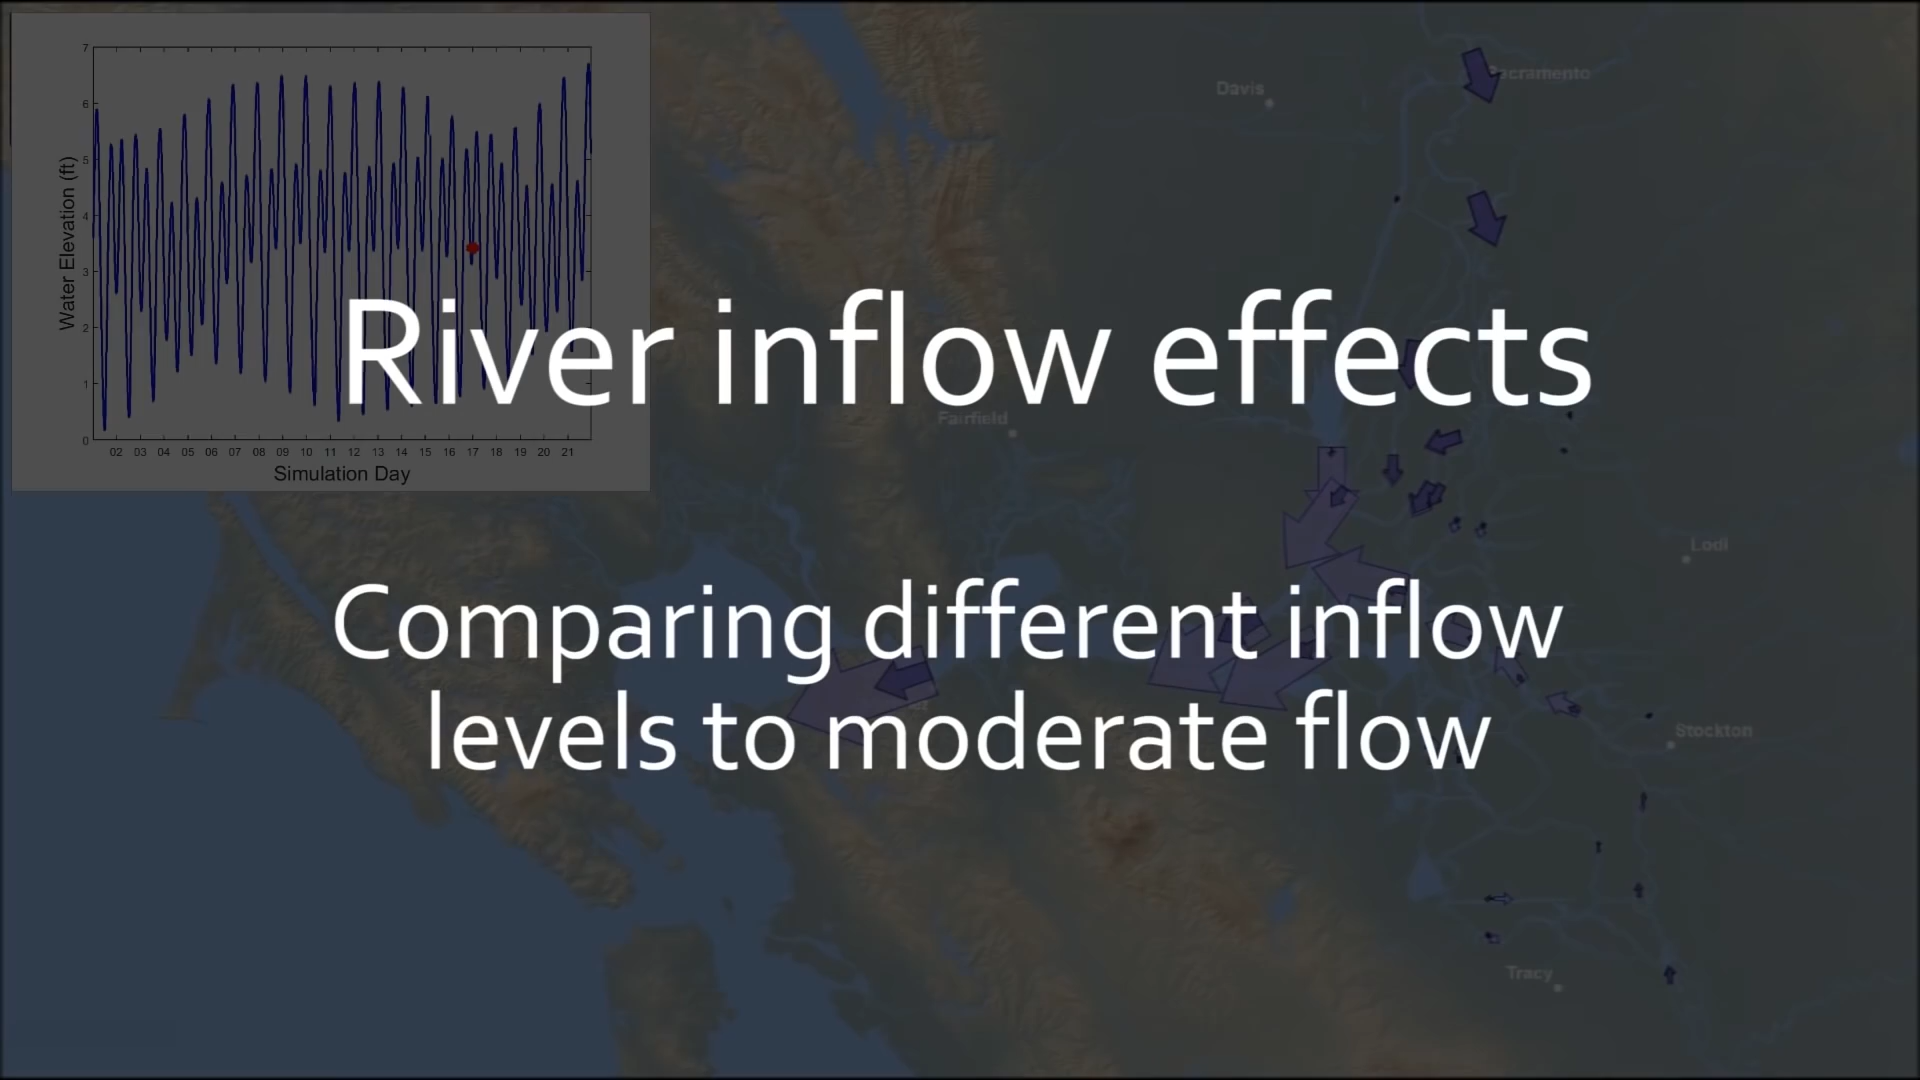 7
6
5
4
3
2
1
0
Water Elevation (ft)
02 03 04 05 06 07 08 09 10 11 12 13 14 15 16 17 18 19 20 21
Simulation Day
Sacramento
Davis
River inflow effects
Fairfield
Lodi
Comparing different inflow
levels to moderate flow
Stockton
Tracy